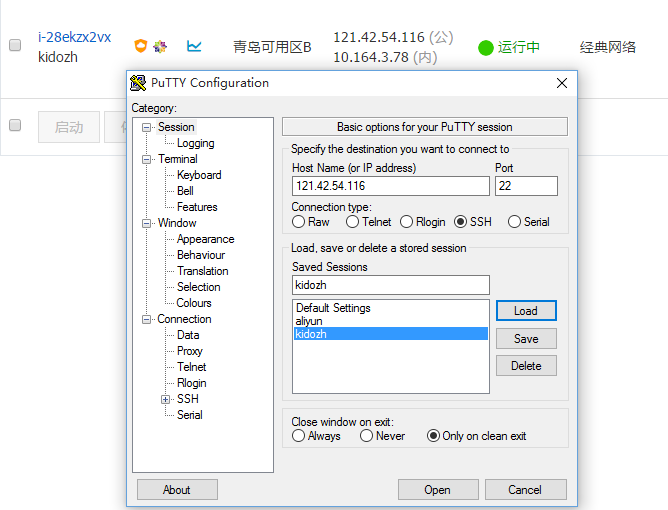 i-28ekzx2vx
kidozh
青岛可用区B
121.42.54.116 (公)
10.164.3.78 (内)
运行中
经典网络
启动
PuTTY Configuration
Category:
Session
Logging
Terminal
Keyboard
Bell
Features
Window
Appearance
Behaviour
Translation
Selection
Colours
Connection
Data
Proxy
Telnet
Rlogin
SSH
Serial
Basic options for your PuTTY session
Specify the destination you want to connect to
Host Name (or IP address) Port
121.42.54.116 22
Connection type:
Raw Telnet Rlogin SSH Serial
Load, save or delete a stored session
Saved Sessions
kidozh
Default Settings
aliyun
kidozh
Load
Save
Delete
Close window on exit:
Always Never Only on clean exit
About Open Cancel